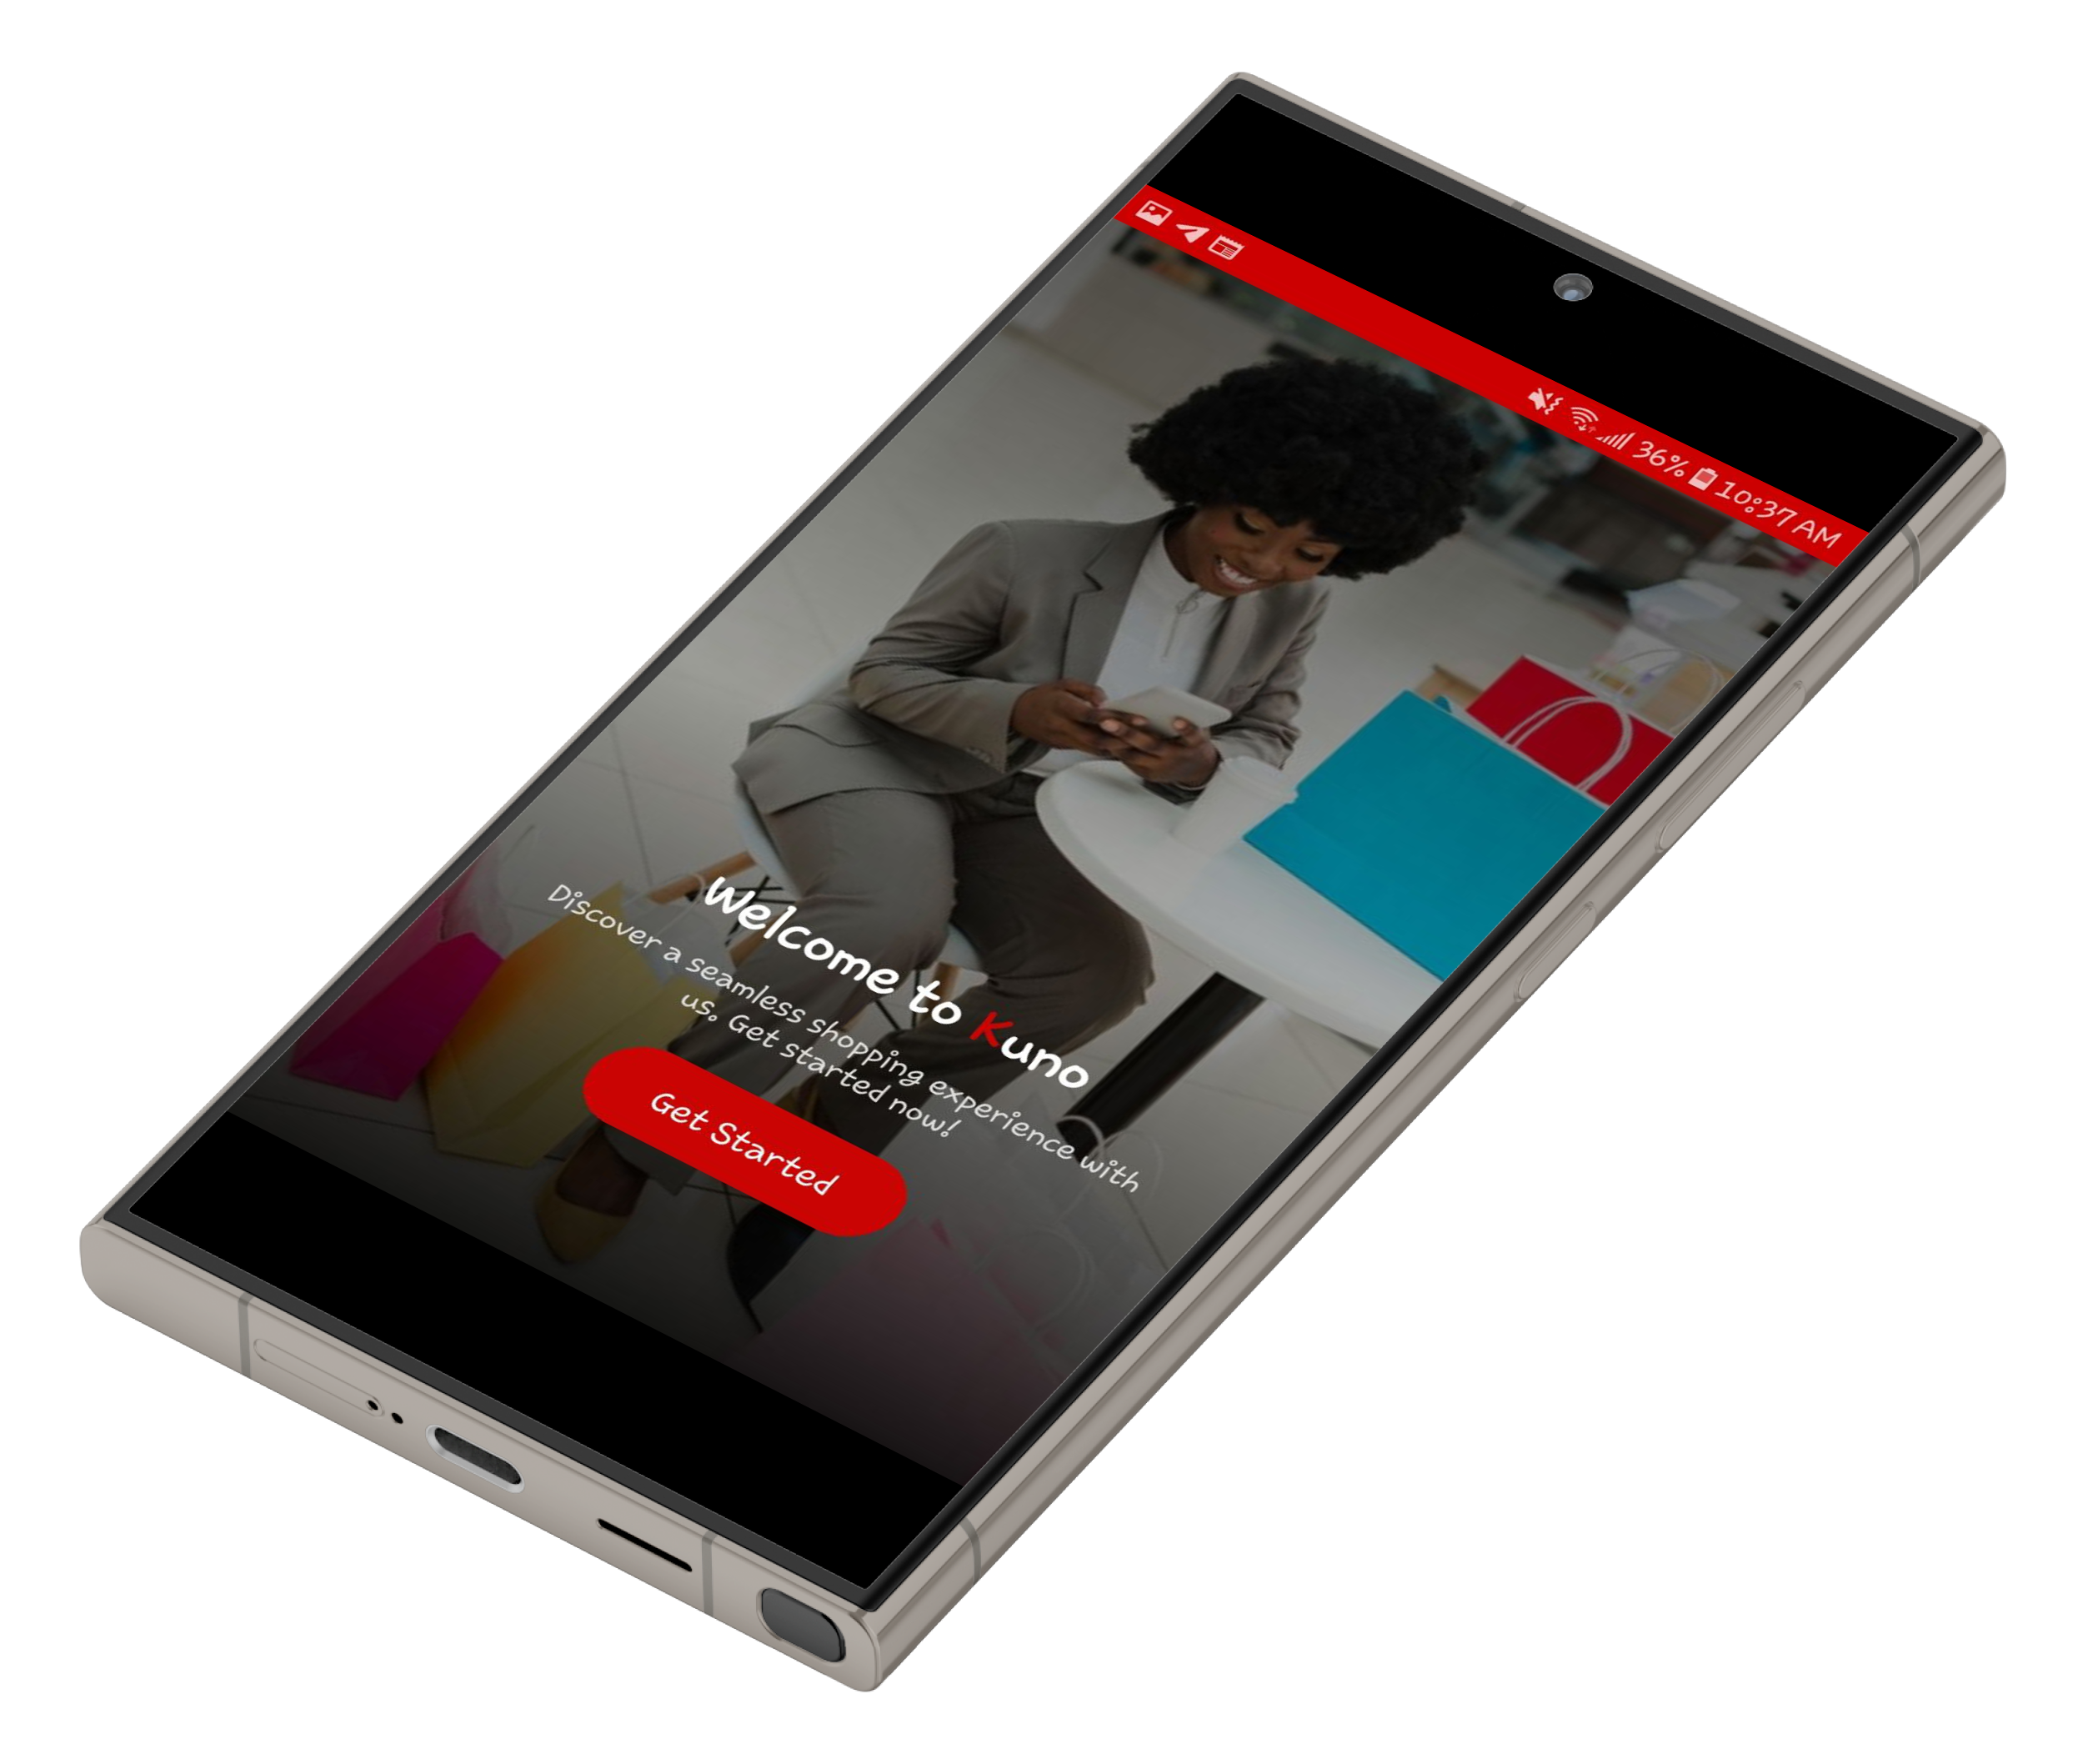 36% 10:37 AM
Welcome to Kuno
Discover a seamless shopping experience with
us. Get started now!
Get Started